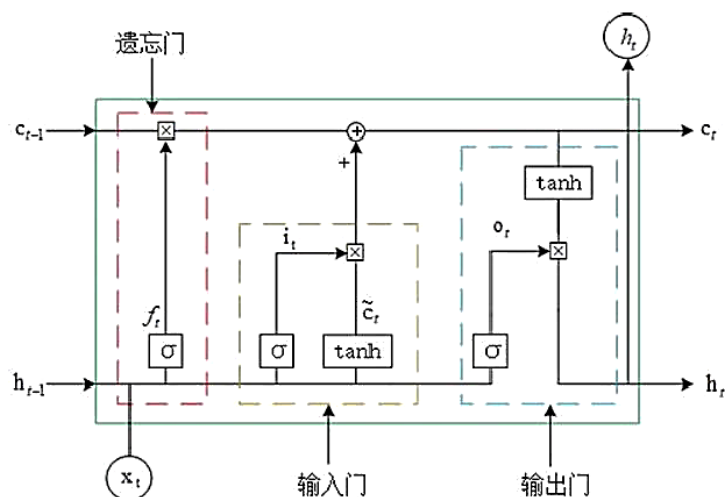 遗忘门
h_t
c_{t-1}
×
+
c_t
+
tanh
i_t
×
o_t
×
f_t
c̃_t
σ
σ
tanh
σ
h_{t-1}
h_t
x_t
输入门
输出门